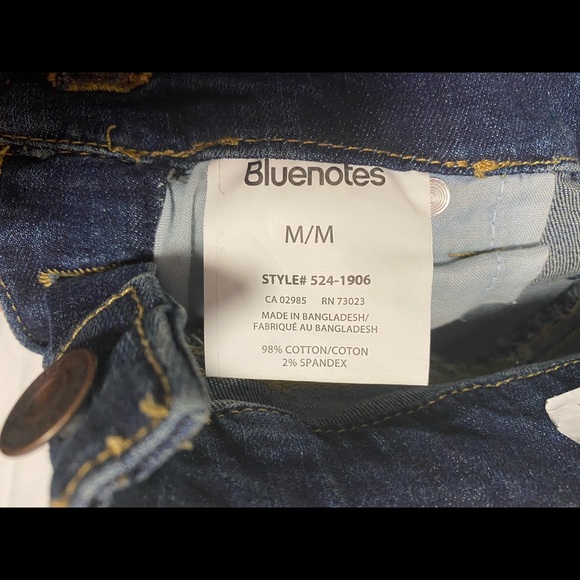 Bluenotes
M/M
STYLE# 524-1906
CA 02985 RN 73023
MADE IN BANGLADESH/
FABRIQUÉ AU BANGLADESH
98% COTTON/COTON
2% SPANDEX